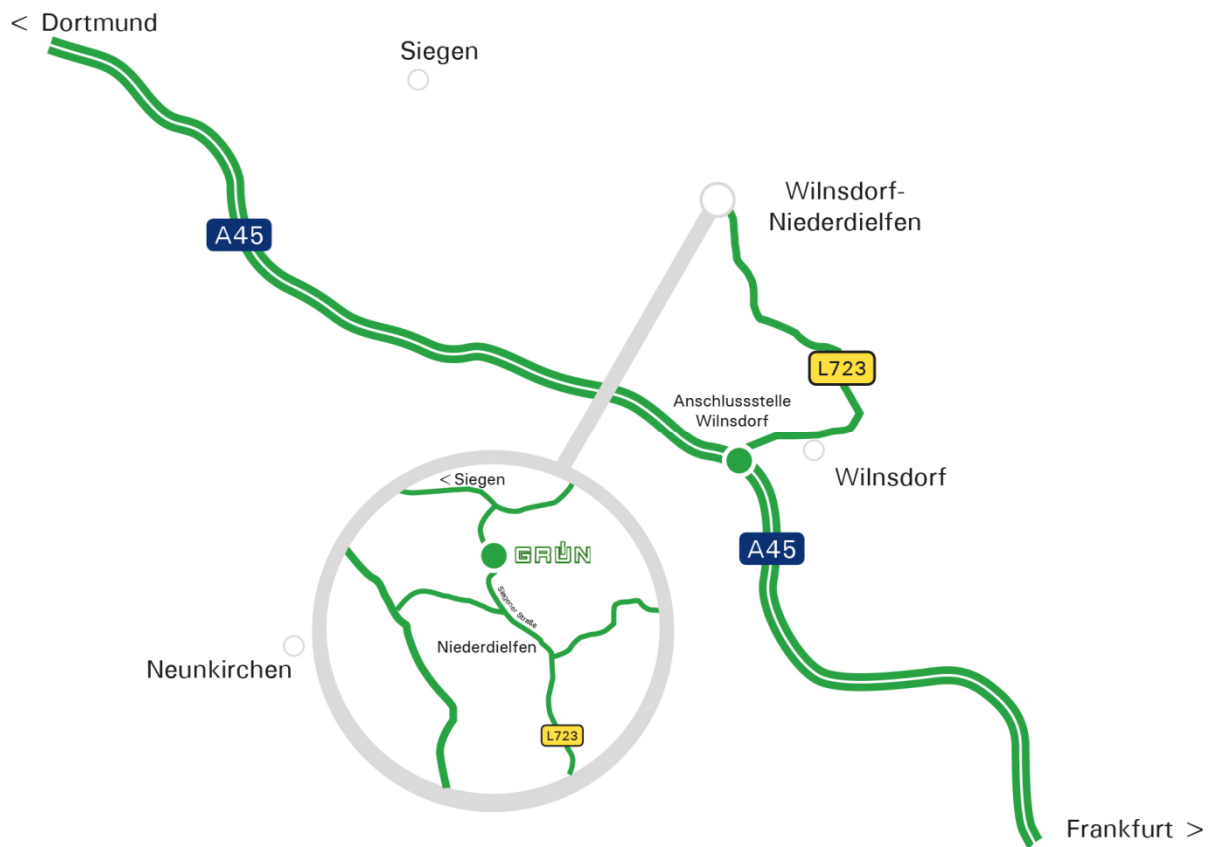 < Dortmund
Siegen
Wilnsdorf-
Niederdielfen
A45
L723
Anschlussstelle
Wilnsdorf
Wilnsdorf
< Siegen
GRÜN
A45
Siegener Straße
Niederdielfen
Neunkirchen
L723
Frankfurt >